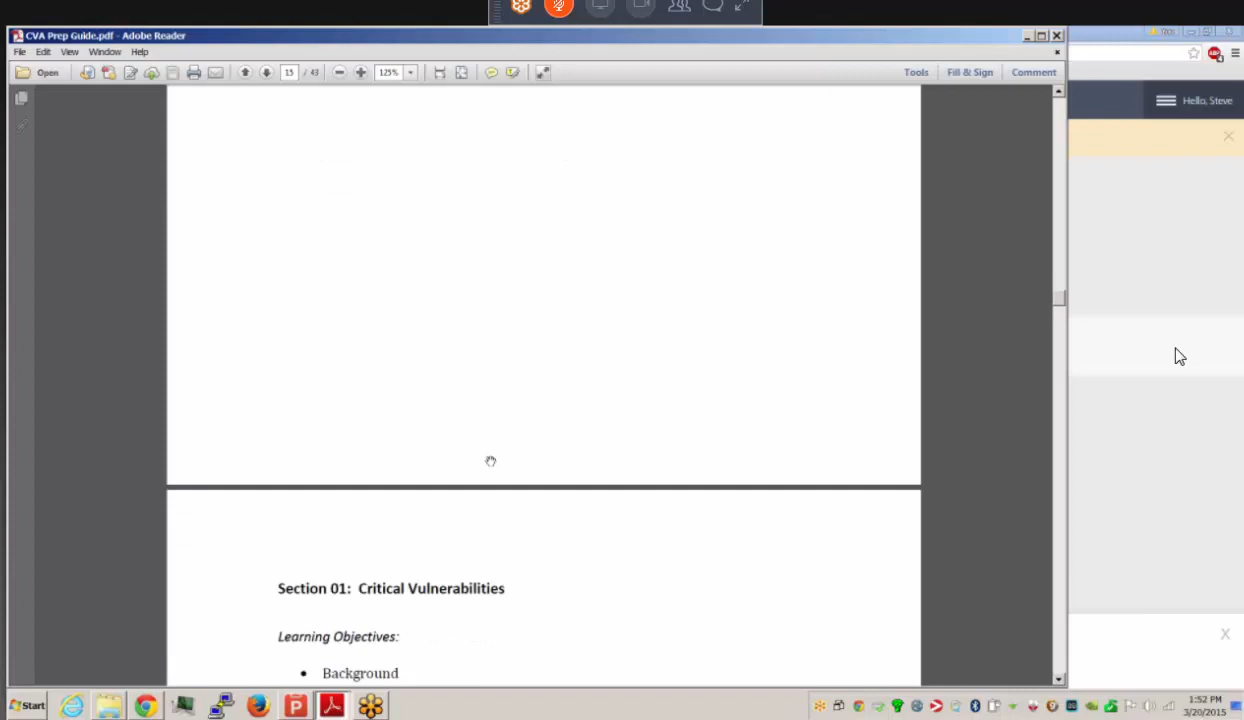 CVA Prep Guide.pdf - Adobe Reader
File Edit View Window Help
Open 15 / 43 125% Tools Fill & Sign Comment
Hello, Steve
Section 01: Critical Vulnerabilities
Learning Objectives:
• Background
Start
1:52 PM
3/20/2015